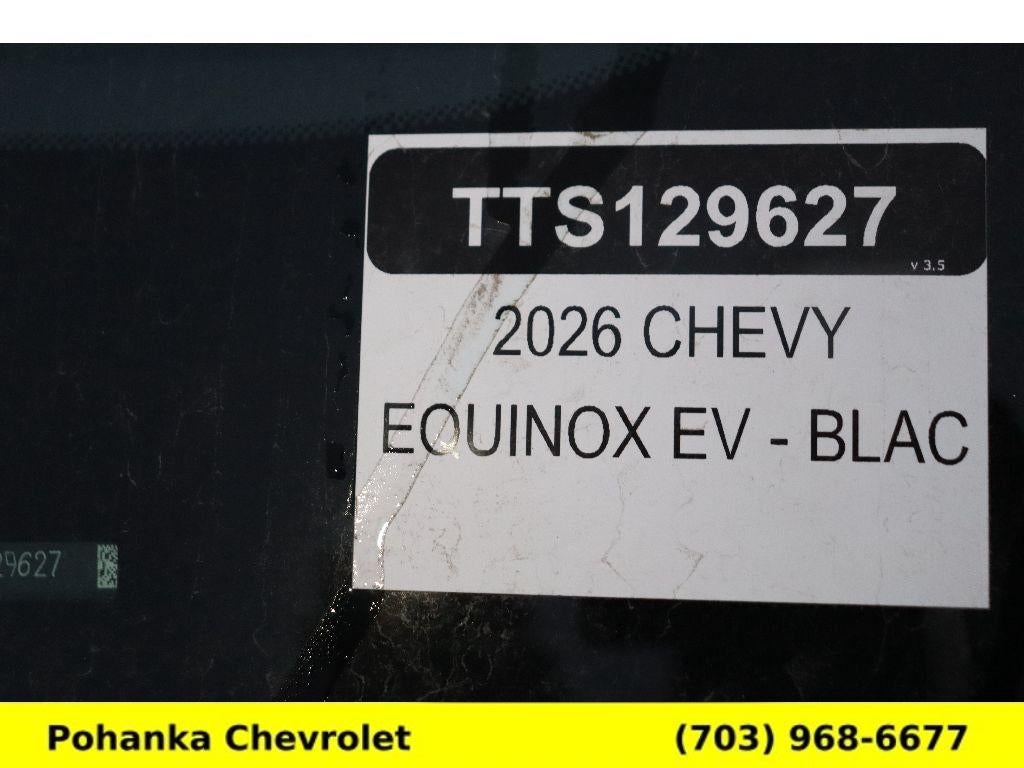 TTS129627
v 3.5
2026 CHEVY
EQUINOX EV - BLAC
29627
Pohanka Chevrolet
(703) 968-6677